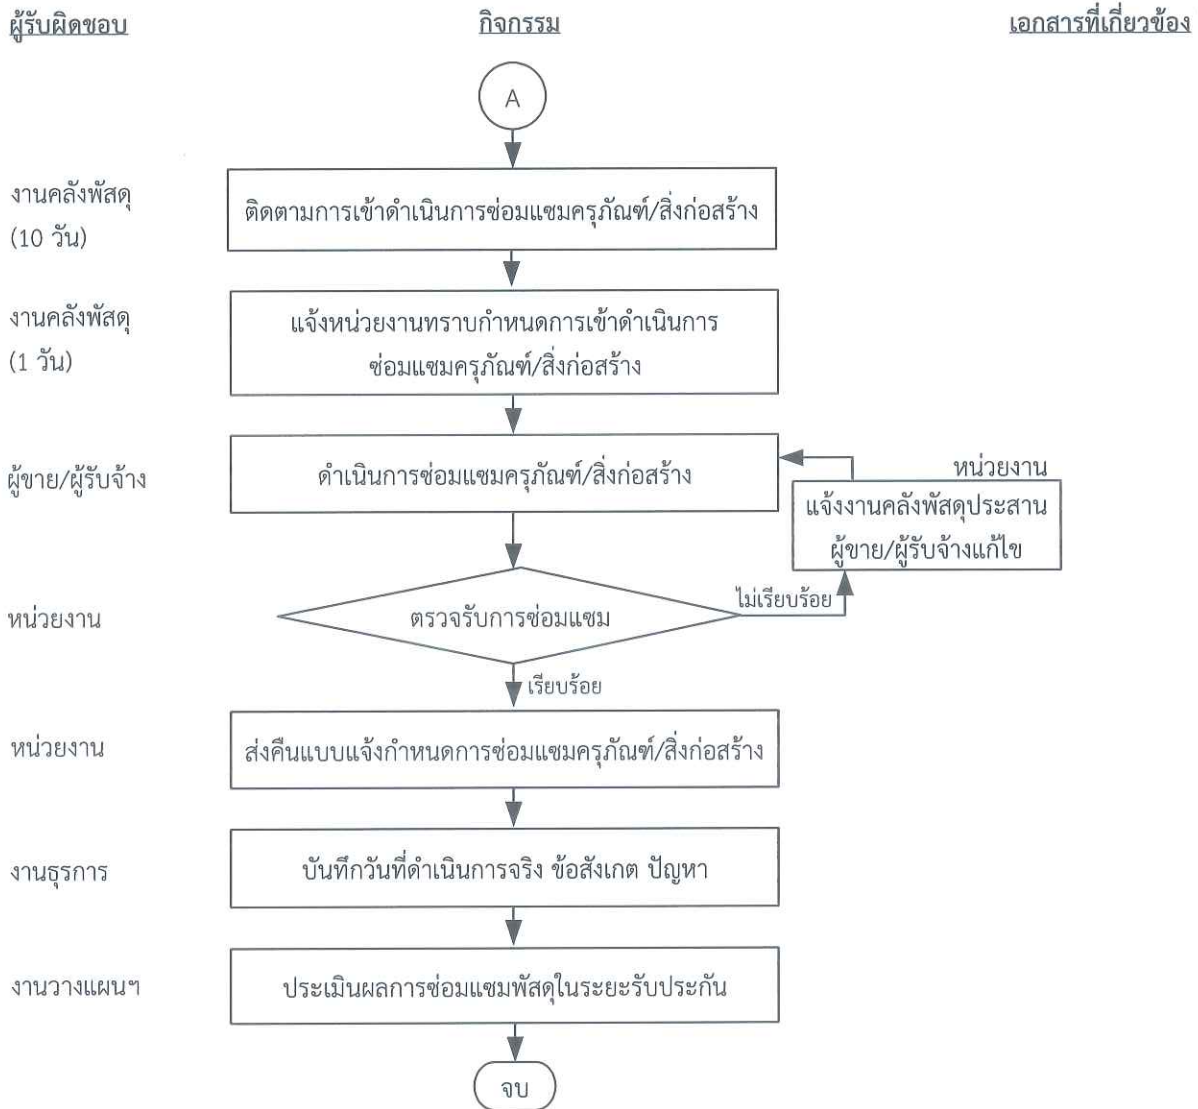 ผู้รับผิดชอบ กิจกรรม เอกสารที่เกี่ยวข้อง
A
งานคลังพัสดุ
(10 วัน)
ติดตามการเข้าดำเนินการซ่อมแซมครุภัณฑ์/สิ่งก่อสร้าง
งานคลังพัสดุ
(1 วัน)
แจ้งหน่วยงานทราบกำหนดการเข้าดำเนินการ
ซ่อมแซมครุภัณฑ์/สิ่งก่อสร้าง
ผู้ขาย/ผู้รับจ้าง
ดำเนินการซ่อมแซมครุภัณฑ์/สิ่งก่อสร้าง
หน่วยงาน
แจ้งงานคลังพัสดุประสาน
ผู้ขาย/ผู้รับจ้างแก้ไข
หน่วยงาน
ตรวจรับการซ่อมแซม
ไม่เรียบร้อย
เรียบร้อย
หน่วยงาน
ส่งคืนแบบแจ้งกำหนดการซ่อมแซมครุภัณฑ์/สิ่งก่อสร้าง
งานธุรการ
บันทึกวันที่ดำเนินการจริง ข้อสังเกต ปัญหา
งานวางแผนฯ
ประเมินผลการซ่อมแซมพัสดุในระยะรับประกัน
จบ